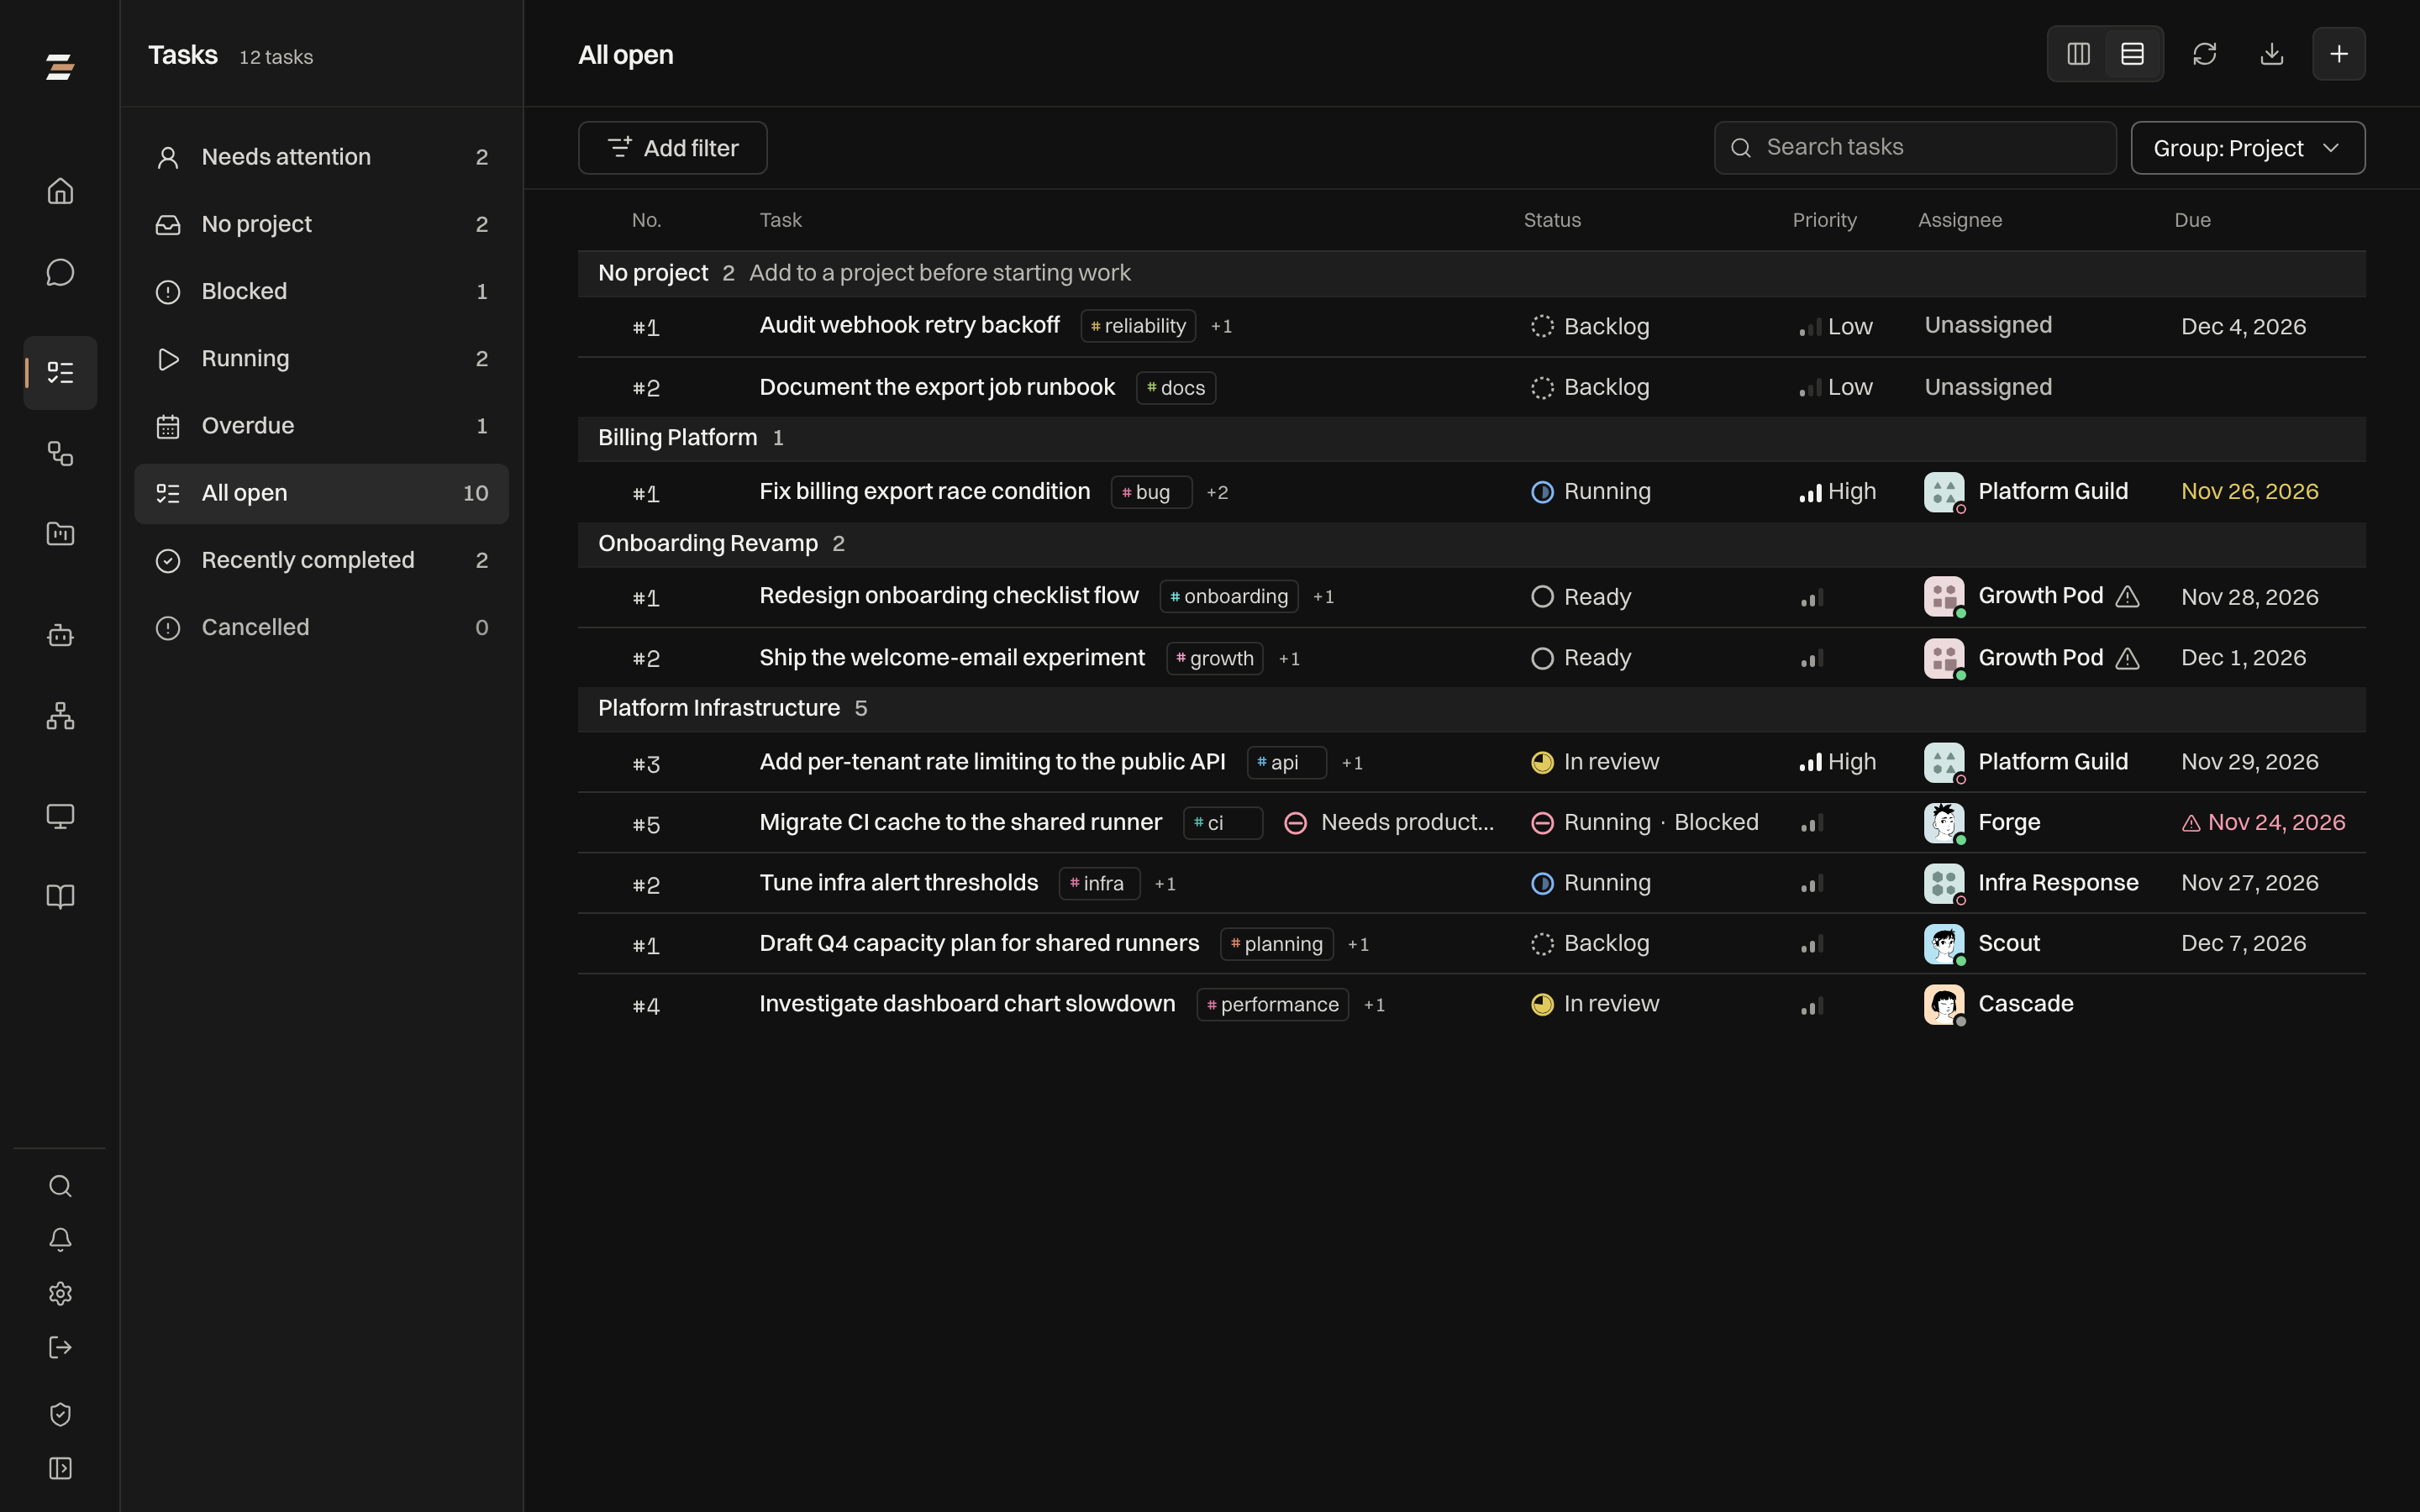 Tasks 12 tasks
Needs attention 2
No project 2
Blocked 1
Running 2
Overdue 1
All open 10
Recently completed 2
Cancelled 0
All open
Add filter
Search tasks
Group: Project
No. Task Status Priority Assignee Due
No project 2 Add to a project before starting work
#1 Audit webhook retry backoff #reliability +1 Backlog Low Unassigned Dec 4, 2026
#2 Document the export job runbook #docs Backlog Low Unassigned
Billing Platform 1
#1 Fix billing export race condition #bug +2 Running High Platform Guild Nov 26, 2026
Onboarding Revamp 2
#1 Redesign onboarding checklist flow #onboarding +1 Ready Growth Pod Nov 28, 2026
#2 Ship the welcome-email experiment #growth +1 Ready Growth Pod Dec 1, 2026
Platform Infrastructure 5
#3 Add per-tenant rate limiting to the public API #api +1 In review High Platform Guild Nov 29, 2026
#5 Migrate CI cache to the shared runner #ci Needs product... Running · Blocked Forge Nov 24, 2026
#2 Tune infra alert thresholds #infra +1 Running Infra Response Nov 27, 2026
#1 Draft Q4 capacity plan for shared runners #planning +1 Backlog Scout Dec 7, 2026
#4 Investigate dashboard chart slowdown #performance +1 In review Cascade